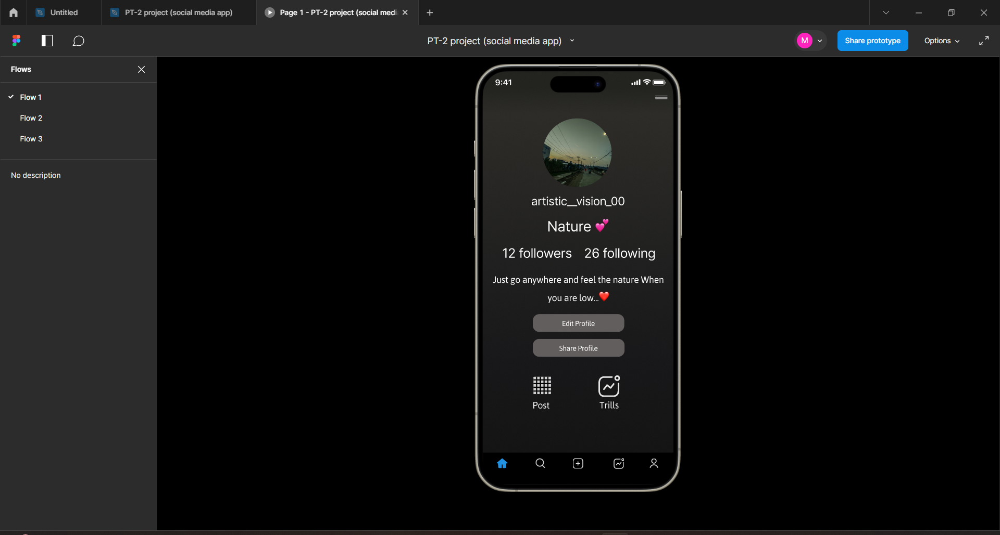 Untitled
PT-2 project (social media app)
Page 1 - PT-2 project (social medi
PT-2 project (social media app)
M
Share prototype
Options
Flows
Flow 1
Flow 2
Flow 3
No description
9:41
artistic__vision_00
Nature 💕
12 followers 26 following
Just go anywhere and feel the nature When
you are low...❤️
Edit Profile
Share Profile
Post
Trills